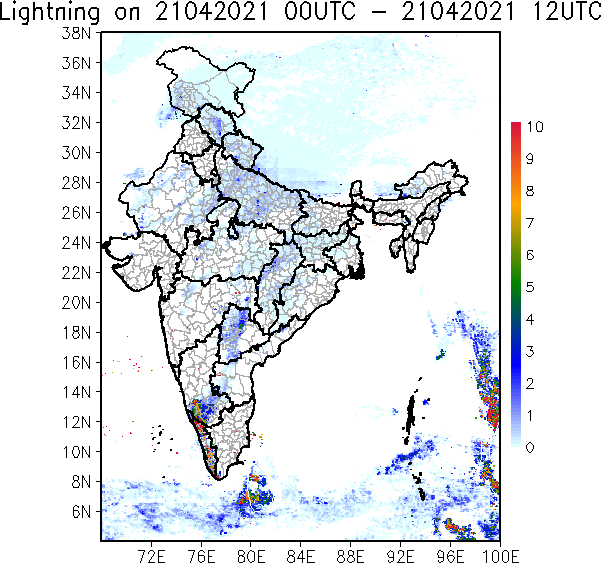 Lightning on 21042021 00UTC – 21042021 12UTC
38N
36N
34N
32N
30N
28N
26N
24N
22N
20N
18N
16N
14N
12N
10N
8N
6N
72E 76E 80E 84E 88E 92E 96E 100E
10
9
8
7
6
5
4
3
2
1
0